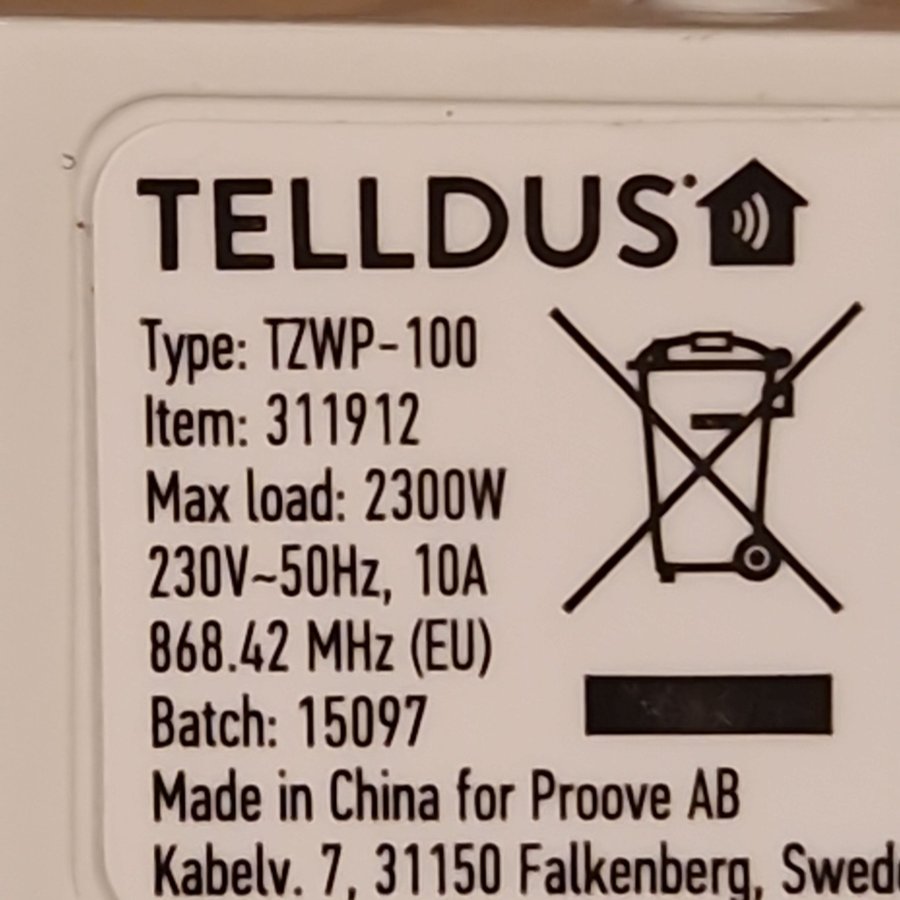 TELLDUS
Type: TZWP-100
Item: 311912
Max load: 2300W
230V~50Hz, 10A
868.42 MHz (EU)
Batch: 15097
Made in China for Proove AB
Kabelv. 7, 31150 Falkenberg, Swed